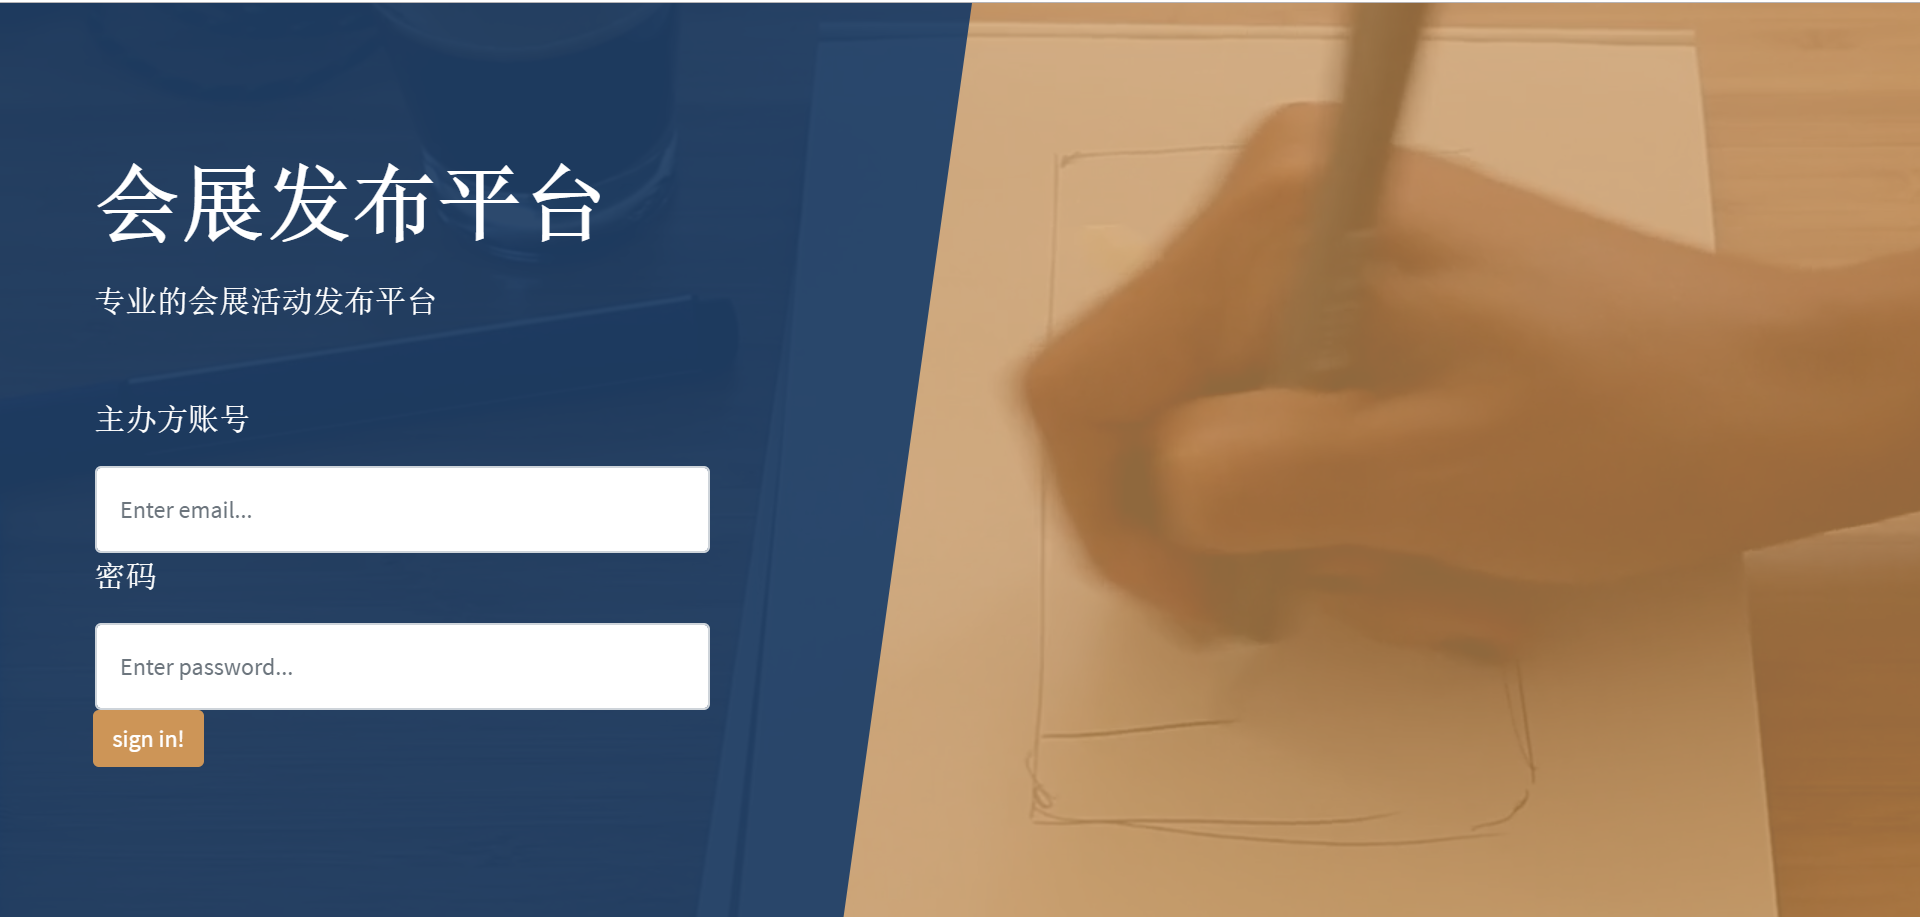 会展发布平台
专业的会展活动发布平台
主办方账号
Enter email...
密码
Enter password...
sign in!